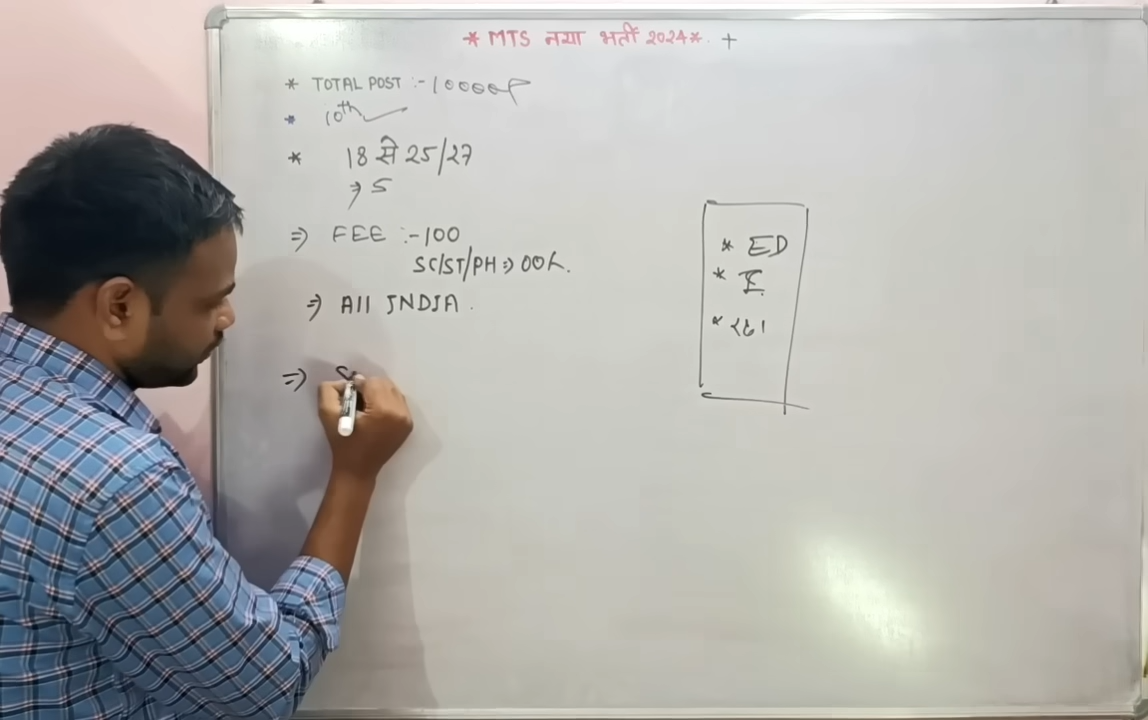 * MTS नया भर्ती 2024 *. +
* TOTAL POST :- 10000
* 10th
* 18 से 25/27
⇒ 5
⇒ FEE :- 100
SC/ST/PH ⇒ 00
⇒ All INDIA.
⇒ S
* ED
*
*